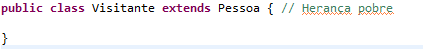 public class Visitante extends Pessoa { // Herança pobre
}